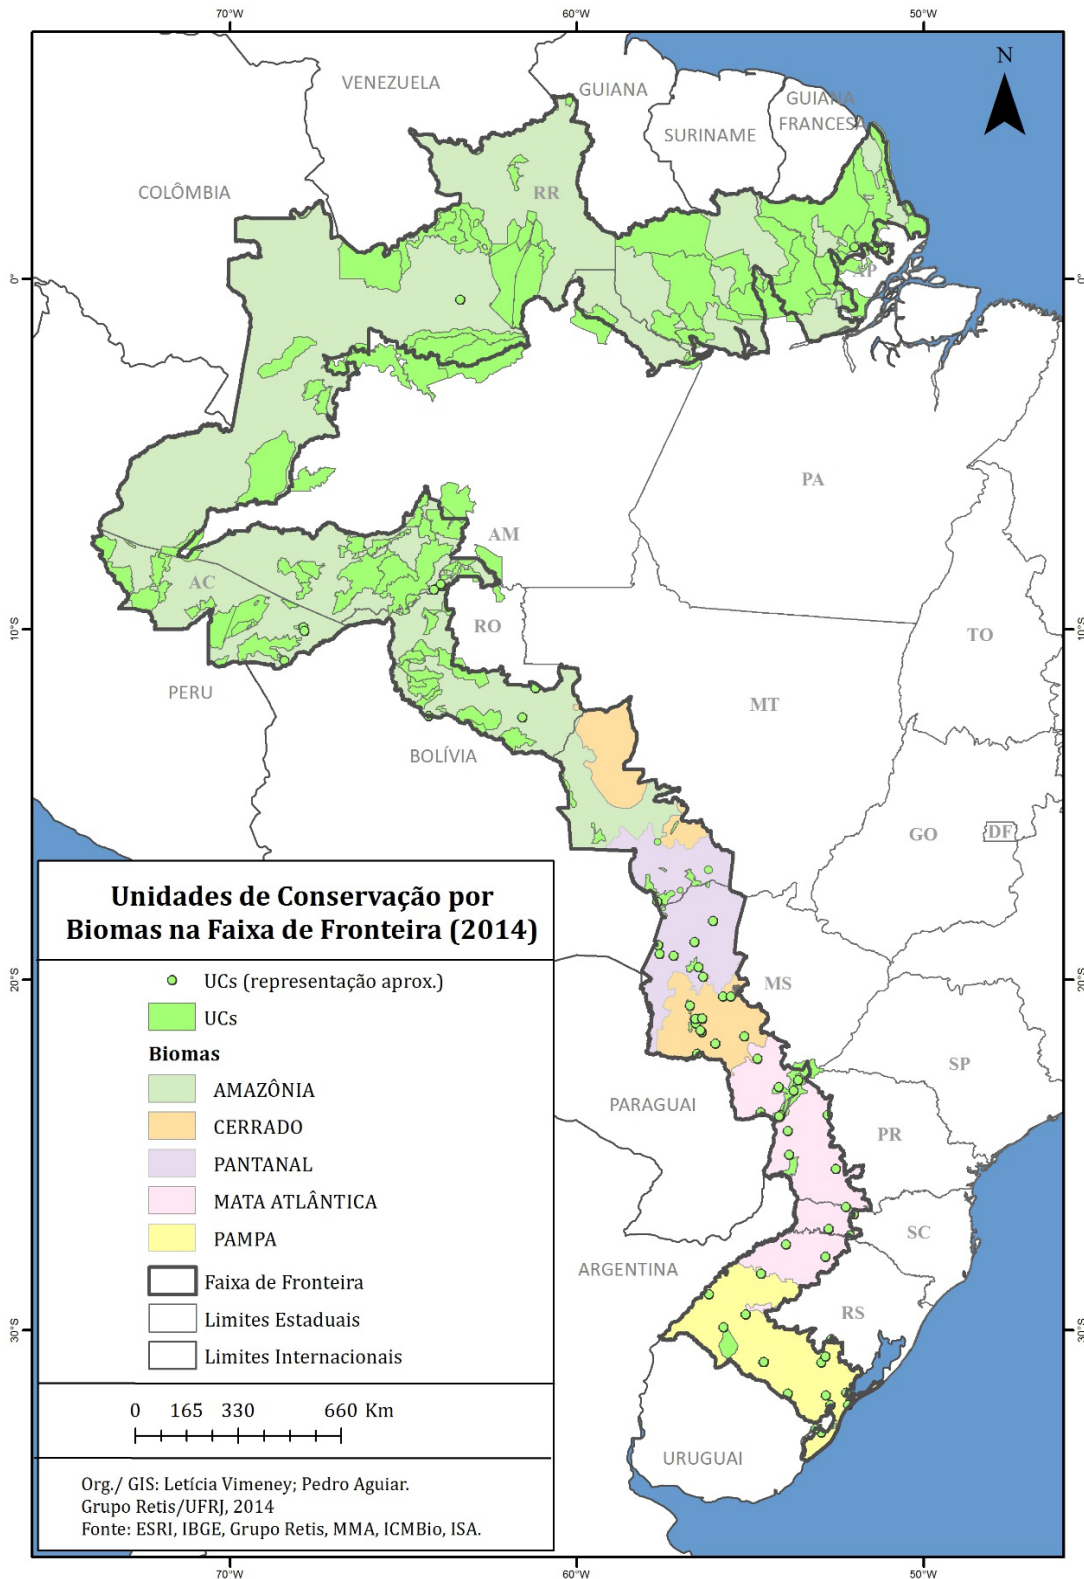 70°W 60°W 50°W
N
VENEZUELA
GUIANA
GUIANA
FRANCESA
SURINAME
COLÔMBIA
RR
0°
0°
AP
PA
AM
AC
RO
10°S
10°S
TO
PERU
MT
BOLÍVIA
GO
DF
Unidades de Conservação por
Biomas na Faixa de Fronteira (2014)
UCs (representação aprox.)
UCs
Biomas
AMAZÔNIA
CERRADO
PANTANAL
MATA ATLÂNTICA
PAMPA
Faixa de Fronteira
Limites Estaduais
Limites Internacionais
0 165 330 660 Km
Org./ GIS: Letícia Vimeney; Pedro Aguiar.
Grupo Retis/UFRJ, 2014
Fonte: ESRI, IBGE, Grupo Retis, MMA, ICMBio, ISA.
20°S
MS
20°S
SP
PARAGUAI
PR
SC
ARGENTINA
RS
30°S
30°S
URUGUAI
70°W 60°W 50°W